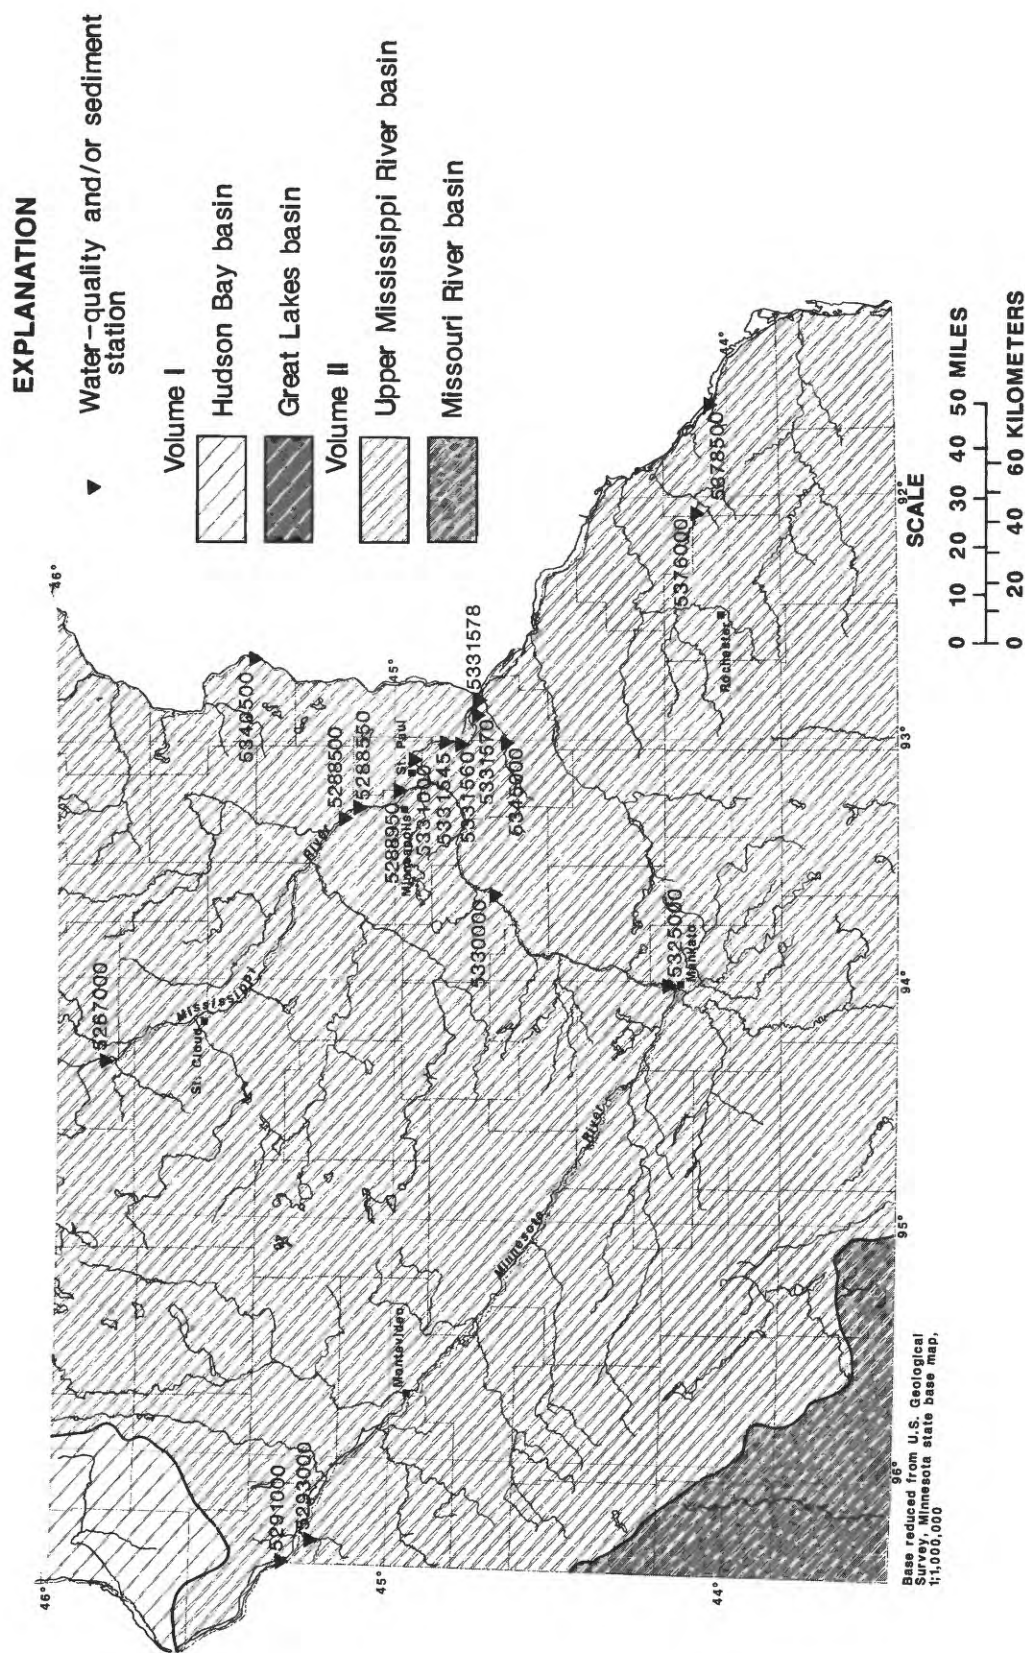 EXPLANATION
Water-quality and/or sediment
station
Volume I
Hudson Bay basin
Great Lakes basin
Volume II
Upper Mississippi River basin
Missouri River basin
46°
46°
5267000
5291000
5293000
5340500
St. Cloud
Mississippi
River
5288500
5288550
45°
45°
Montevideo
5288950
Minneapolis
St. Paul
5331000
5331545
5331560
5331570
5331578
5345000
5330000
Minnesota
River
5325000
Mankato
5376000
5378500
Rochester
44°
44°
96°
95°
94°
93°
92°
SCALE
0 10 20 30 40 50 MILES
0 20 40 60 KILOMETERS
Base reduced from U.S. Geological
Survey, Minnesota state base map,
1;1,000,000